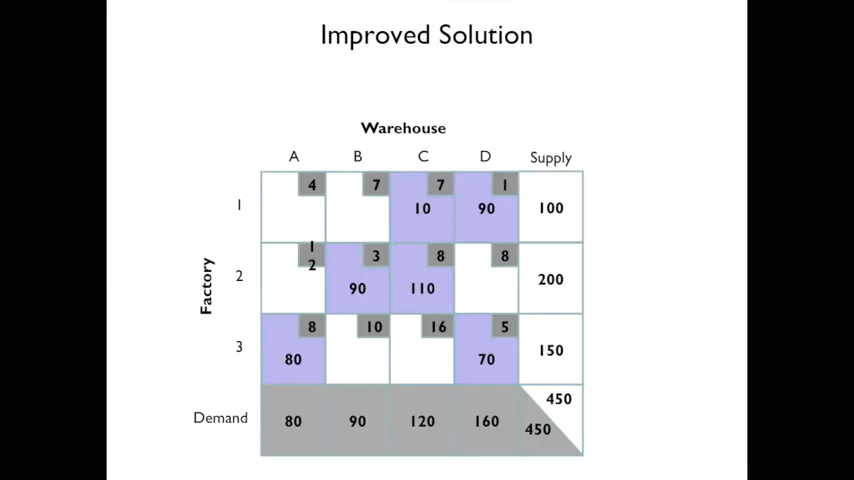 Improved Solution
Warehouse
A B C D Supply
4 7 7 1
1 10 90 100
12 3 8 8
Factory
2 90 110 200
8 10 16 5
3 80 70 150
Demand 80 90 120 160 450
450